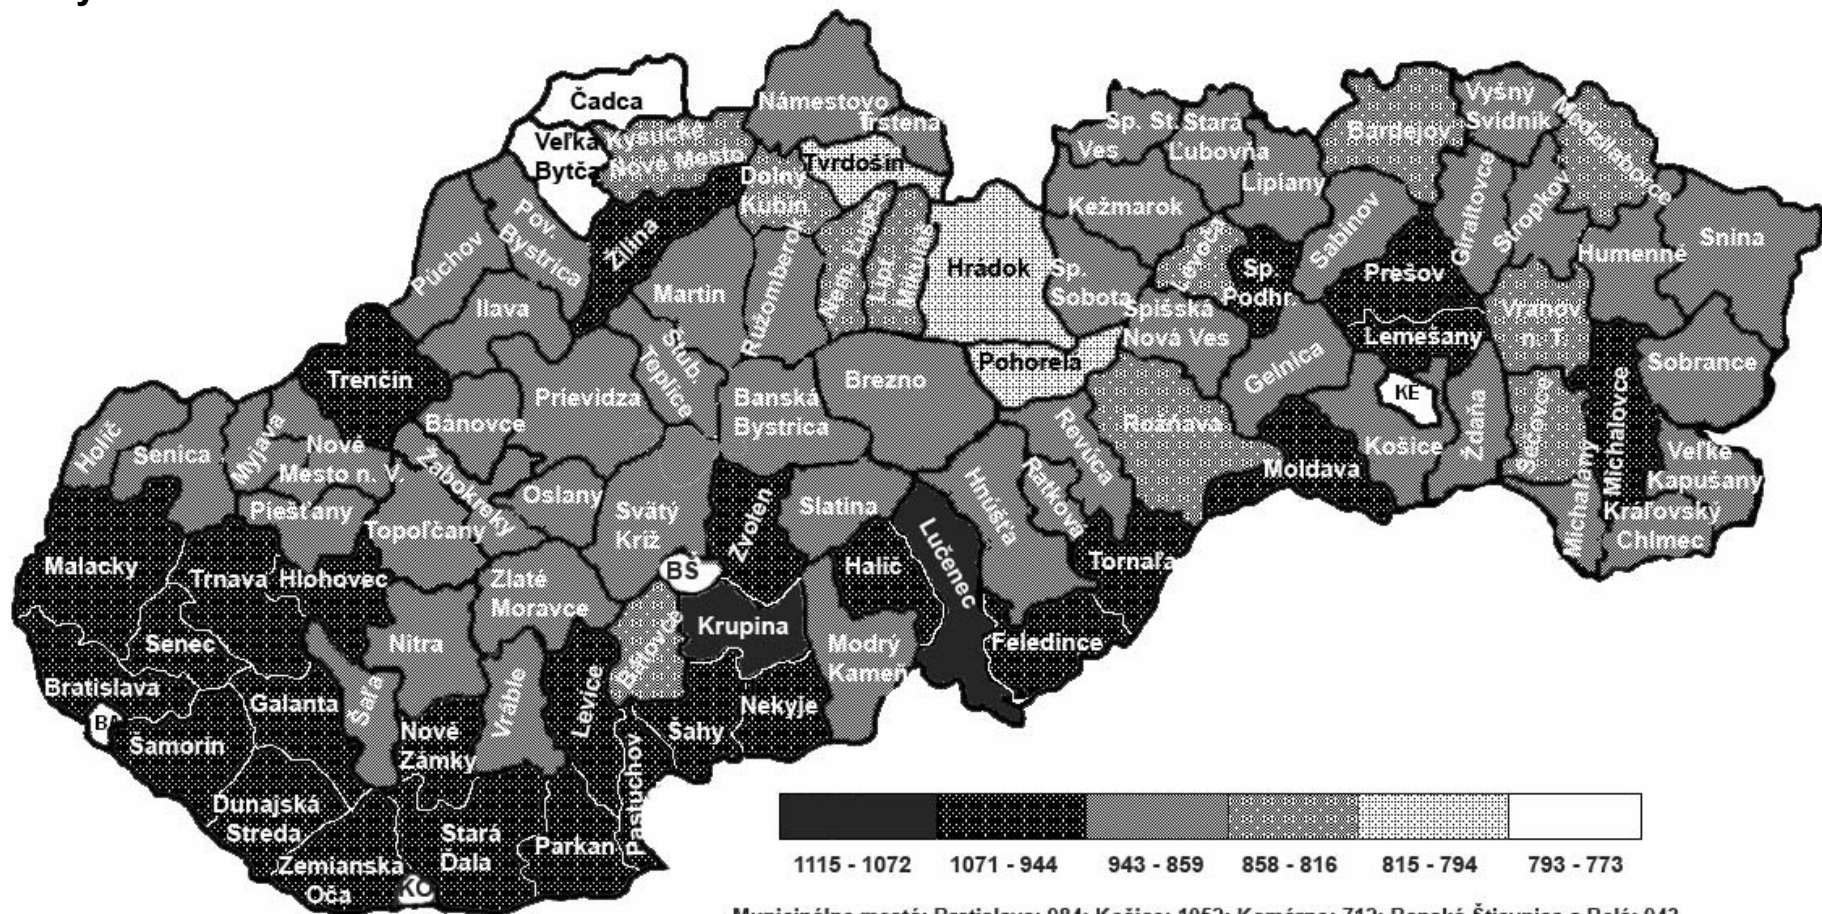 Čadca
Námestovo
Trstena
Veľká
Bytča
Kysucké
Nové Mesto
Tvrdošín
Dolný
Kubín
Sp. St.
Ves
Stará
Ľubovňa
Lipíany
Bardejov
Vyšný
Svidník
Medzilaborce
Púchov
Pov.
Bystrica
Žilina
Martin
Ružomberok
Nem. Ľupča
Lipt.
Mikuláš
Hrádok
Kežmarok
Sp.
Sobota
Levoča
Sp.
Podhr.
Sabinov
Prešov
Giraltovce
Stropkov
Humenné
Snina
Ilava
Spišská
Nová Ves
Lemešany
Vranov
n. T.
Sobrance
Trenčín
Prievidza
Štub.
Teplice
Banská
Bystrica
Brezno
Pohorela
Gelnica
KE
Bánovce
Holíč
Senica
Myjava
Nové
Mesto n. V.
Žabokreky
Oslany
Revúca
Rožňava
Košice
Ždaňa
Sečovce
Michalovce
Veľké
Kapušany
Moldava
Piešťany
Topoľčany
Svätý
Kríž
Zvolen
Slatina
Hnúšťa
Ratková
Michaľany
Kráľovský
Chlmec
Malacky
Trnava
Hlohovec
Zlaté
Moravce
BŠ
Halič
Lučenec
Tornaľa
Senec
Nitra
Krupina
Modrý
Kameň
Feledince
Bratislava
Galanta
Šaľa
Vráble
Levice
Šahy
Nekyje
Šamorín
Nové
Zámky
Dunajská
Streda
Stará
Ďala
Parkan
Pastuchov
Zemianska
Oča
KO
1115 - 1072
1071 - 944
943 - 859
858 - 816
815 - 794
793 - 773